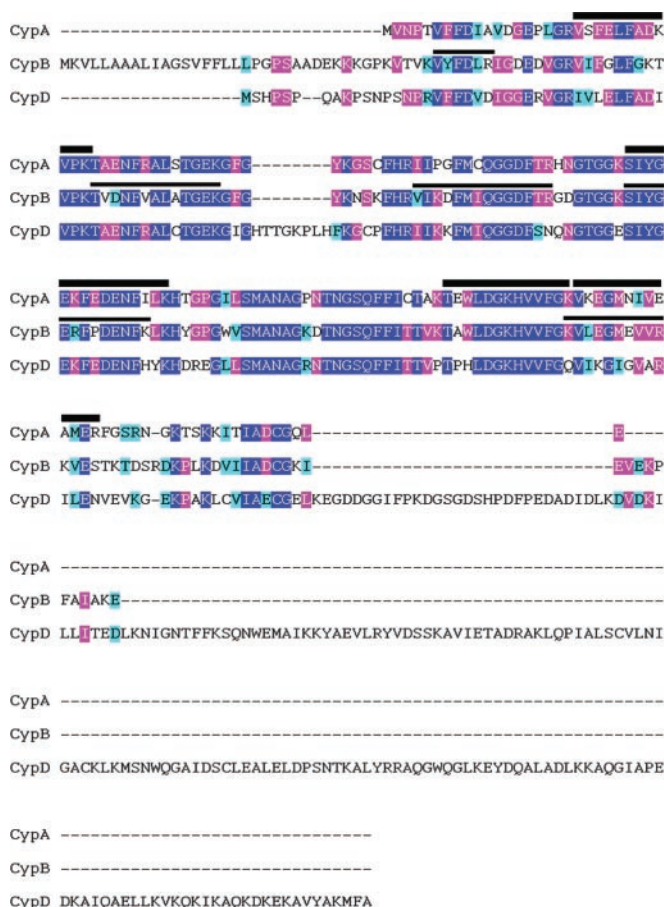 CypA --------------------------------MVNPTVFFDIAVDGEPLGRVSFELFADK
CypB MKVLLAAALIAGSVFFLLLPGPSAADEKKKGPKVTVKVYFDLRIGDEDVGRVIFGLFGKT
CypD ------------------MSHPSP--QAKPSNPSNPRVFFDVDIGGERVGRIVLELFADI
CypA VPKTAENFRALSTGEKGFG--------YKGSCFHRIIPGFMCQGGDFTRHNGTGGKSIYG
CypB VPKTVDNFVALATGEKGFG--------YKNSKFHRVIKDFMIQGGDFTRGDGTGGKSIYG
CypD VPKTAENFRALCTGEKGIGHTTGKPLHFKGCPFHRIIKKFMIQGGDFSNQNGTGGESIYG
CypA EKFEDENFILKHTGPGILSMANAGPNTNGSQFFICTAKTEWLDGKHVVFGKVKEGMNIVE
CypB ERFPDENFKLKHYGPGWVSMANAGKDTNGSQFFITTVKTAWLDGKHVVFGKVLEGMEVVR
CypD EKFEDENFHYKHDREGLLSMANAGRNTNGSQFFITTVPTPHLDGKHVVFGQVIKGIGVAR
CypA AMERFGSRN-GKTSKKITIADCGQL------------------------------E----
CypB KVESTKTDSRDKPLKDVIIADCGKI------------------------------EVEKP
CypD ILENVEVKG-EKPAKLCVIAECGELKEGDDGGIFPKDGSGDSHPDFPEDADIDLKDVDKI
CypA ------------------------------------------------------------
CypB FAIAKE------------------------------------------------------
CypD LLITEDLKNIGNTFFKSQNWEMAIKKYAEVLRYVDSSKAVIETADRAKLQPIALSCVLNI
CypA ------------------------------------------------------------
CypB ------------------------------------------------------------
CypD GACKLKMSNWQGAIDSCLEALELDPSNTKALYRRAQGWQGLKEYDQALADLKKAQGIAPE
CypA -------------------------------
CypB -------------------------------
CypD DKAIQAELLKVKQKIKAQKDKEKAVYAKMFA